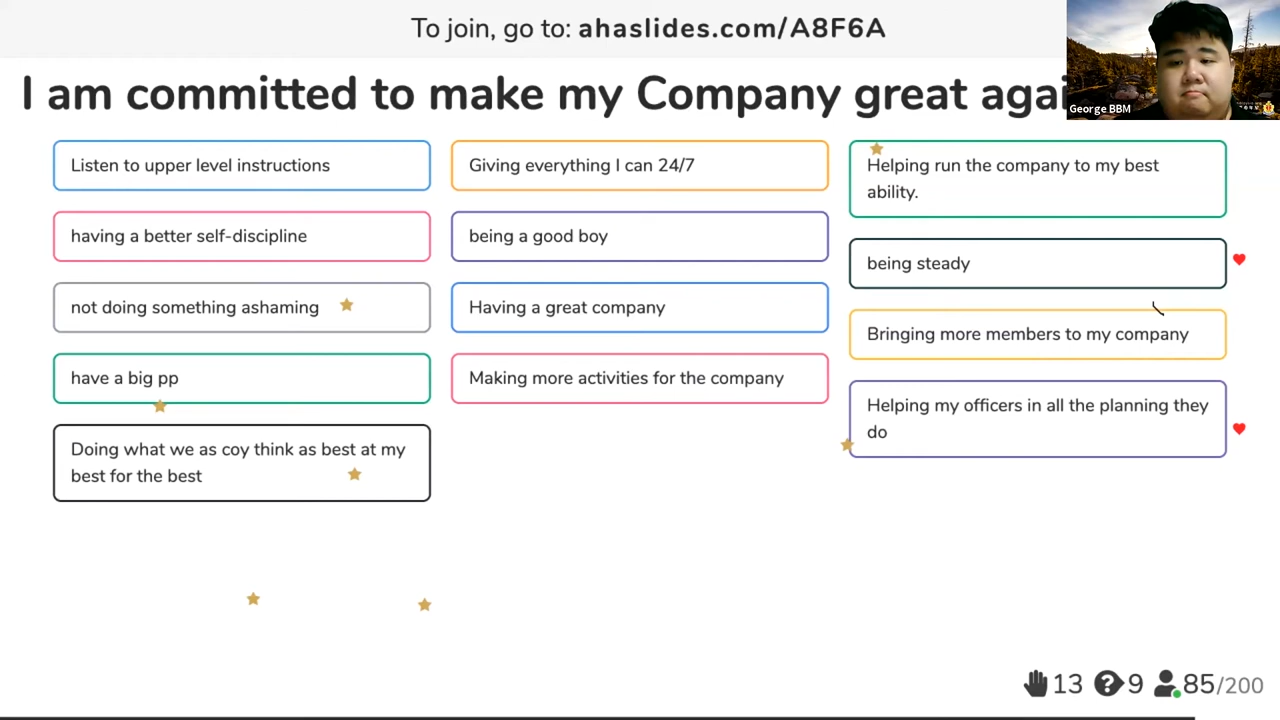 To join, go to: ahaslides.com/A8F6A
I am committed to make my Company great agai
George BBM
Listen to upper level instructions
having a better self-discipline
not doing something ashaming
have a big pp
Doing what we as coy think as best at my
best for the best
Giving everything I can 24/7
being a good boy
Having a great company
Making more activities for the company
Helping run the company to my best
ability.
being steady
Bringing more members to my company
Helping my officers in all the planning they
do
13 9 85/200